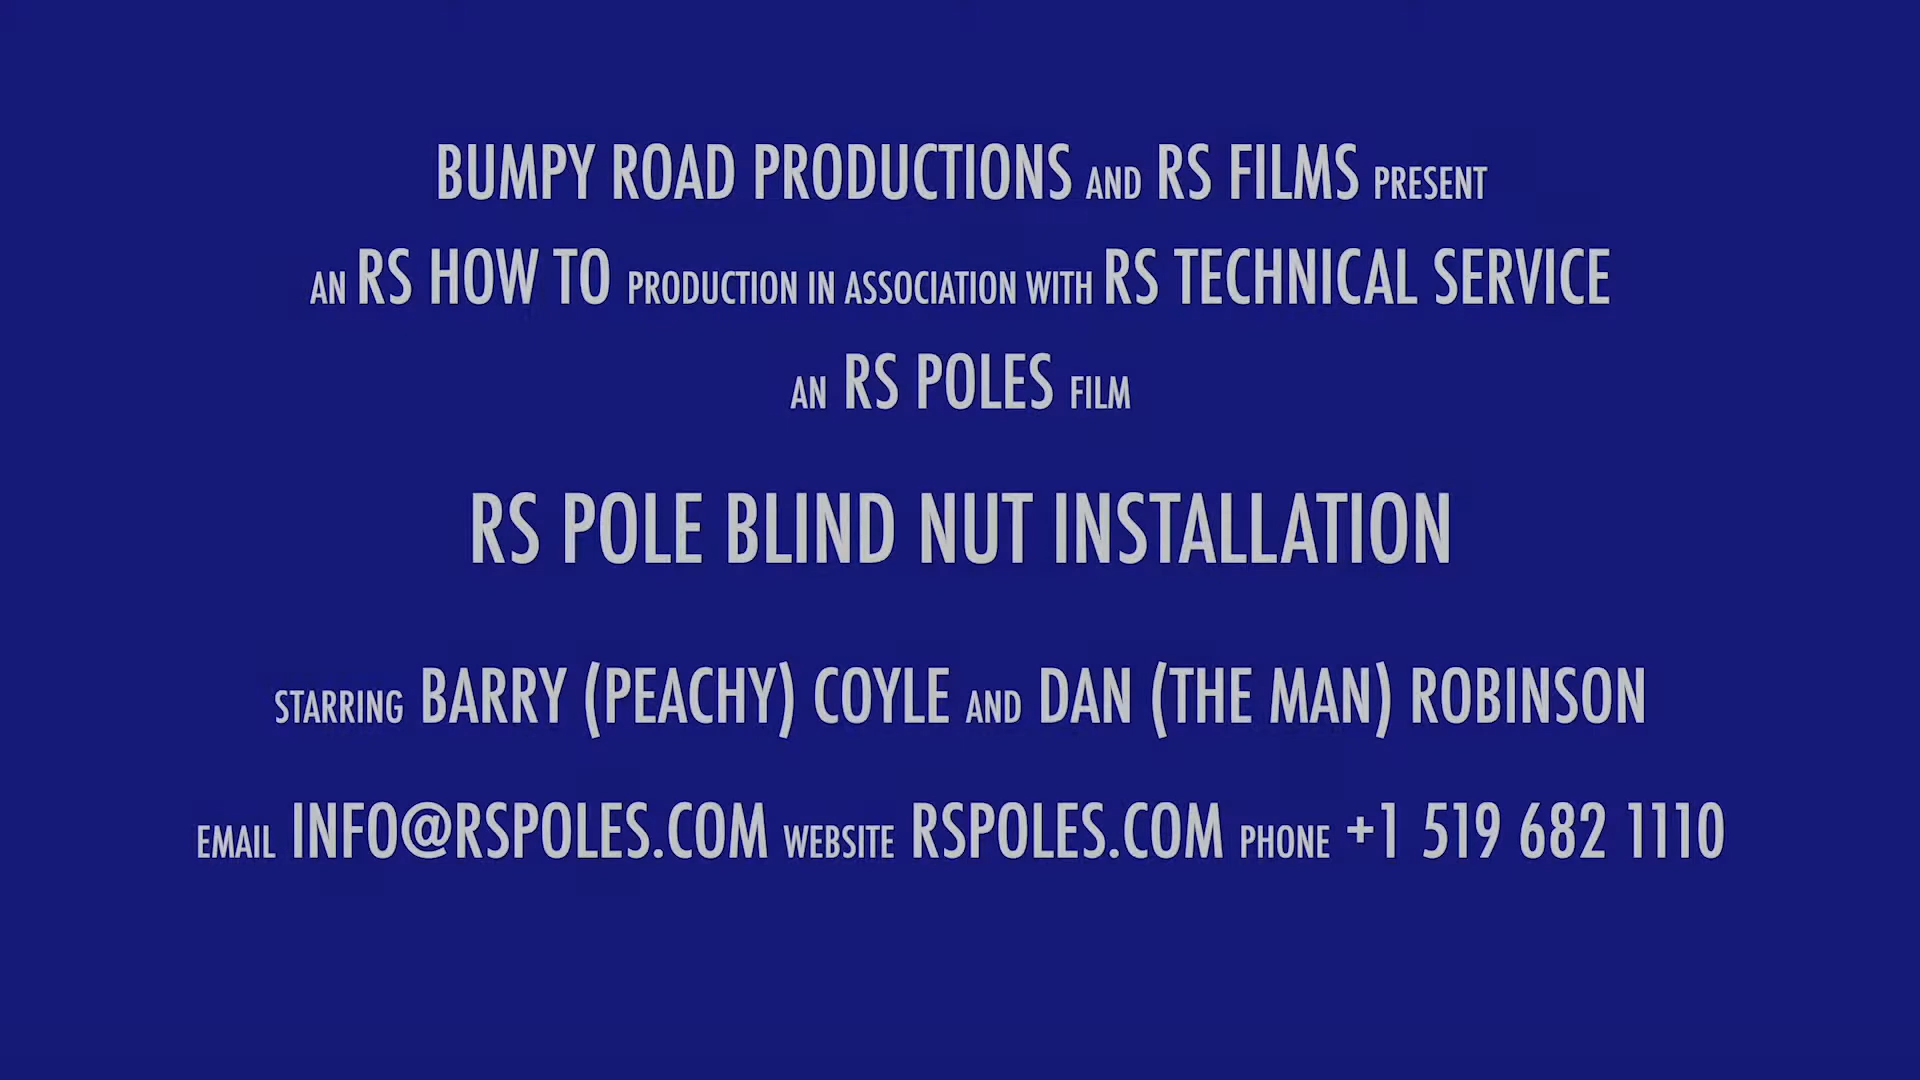 BUMPY ROAD PRODUCTIONS AND RS FILMS PRESENT
AN RS HOW TO PRODUCTION IN ASSOCIATION WITH RS TECHNICAL SERVICE
AN RS POLES FILM
RS POLE BLIND NUT INSTALLATION
STARRING BARRY (PEACHY) COYLE AND DAN (THE MAN) ROBINSON
EMAIL INFO@RSPOLES.COM WEBSITE RSPOLES.COM PHONE +1 519 682 1110